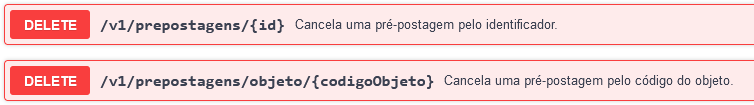 DELETE /v1/prepostagens/{id} Cancela uma pré-postagem pelo identificador.
DELETE /v1/prepostagens/objeto/{codigoObjeto} Cancela uma pré-postagem pelo código do objeto.